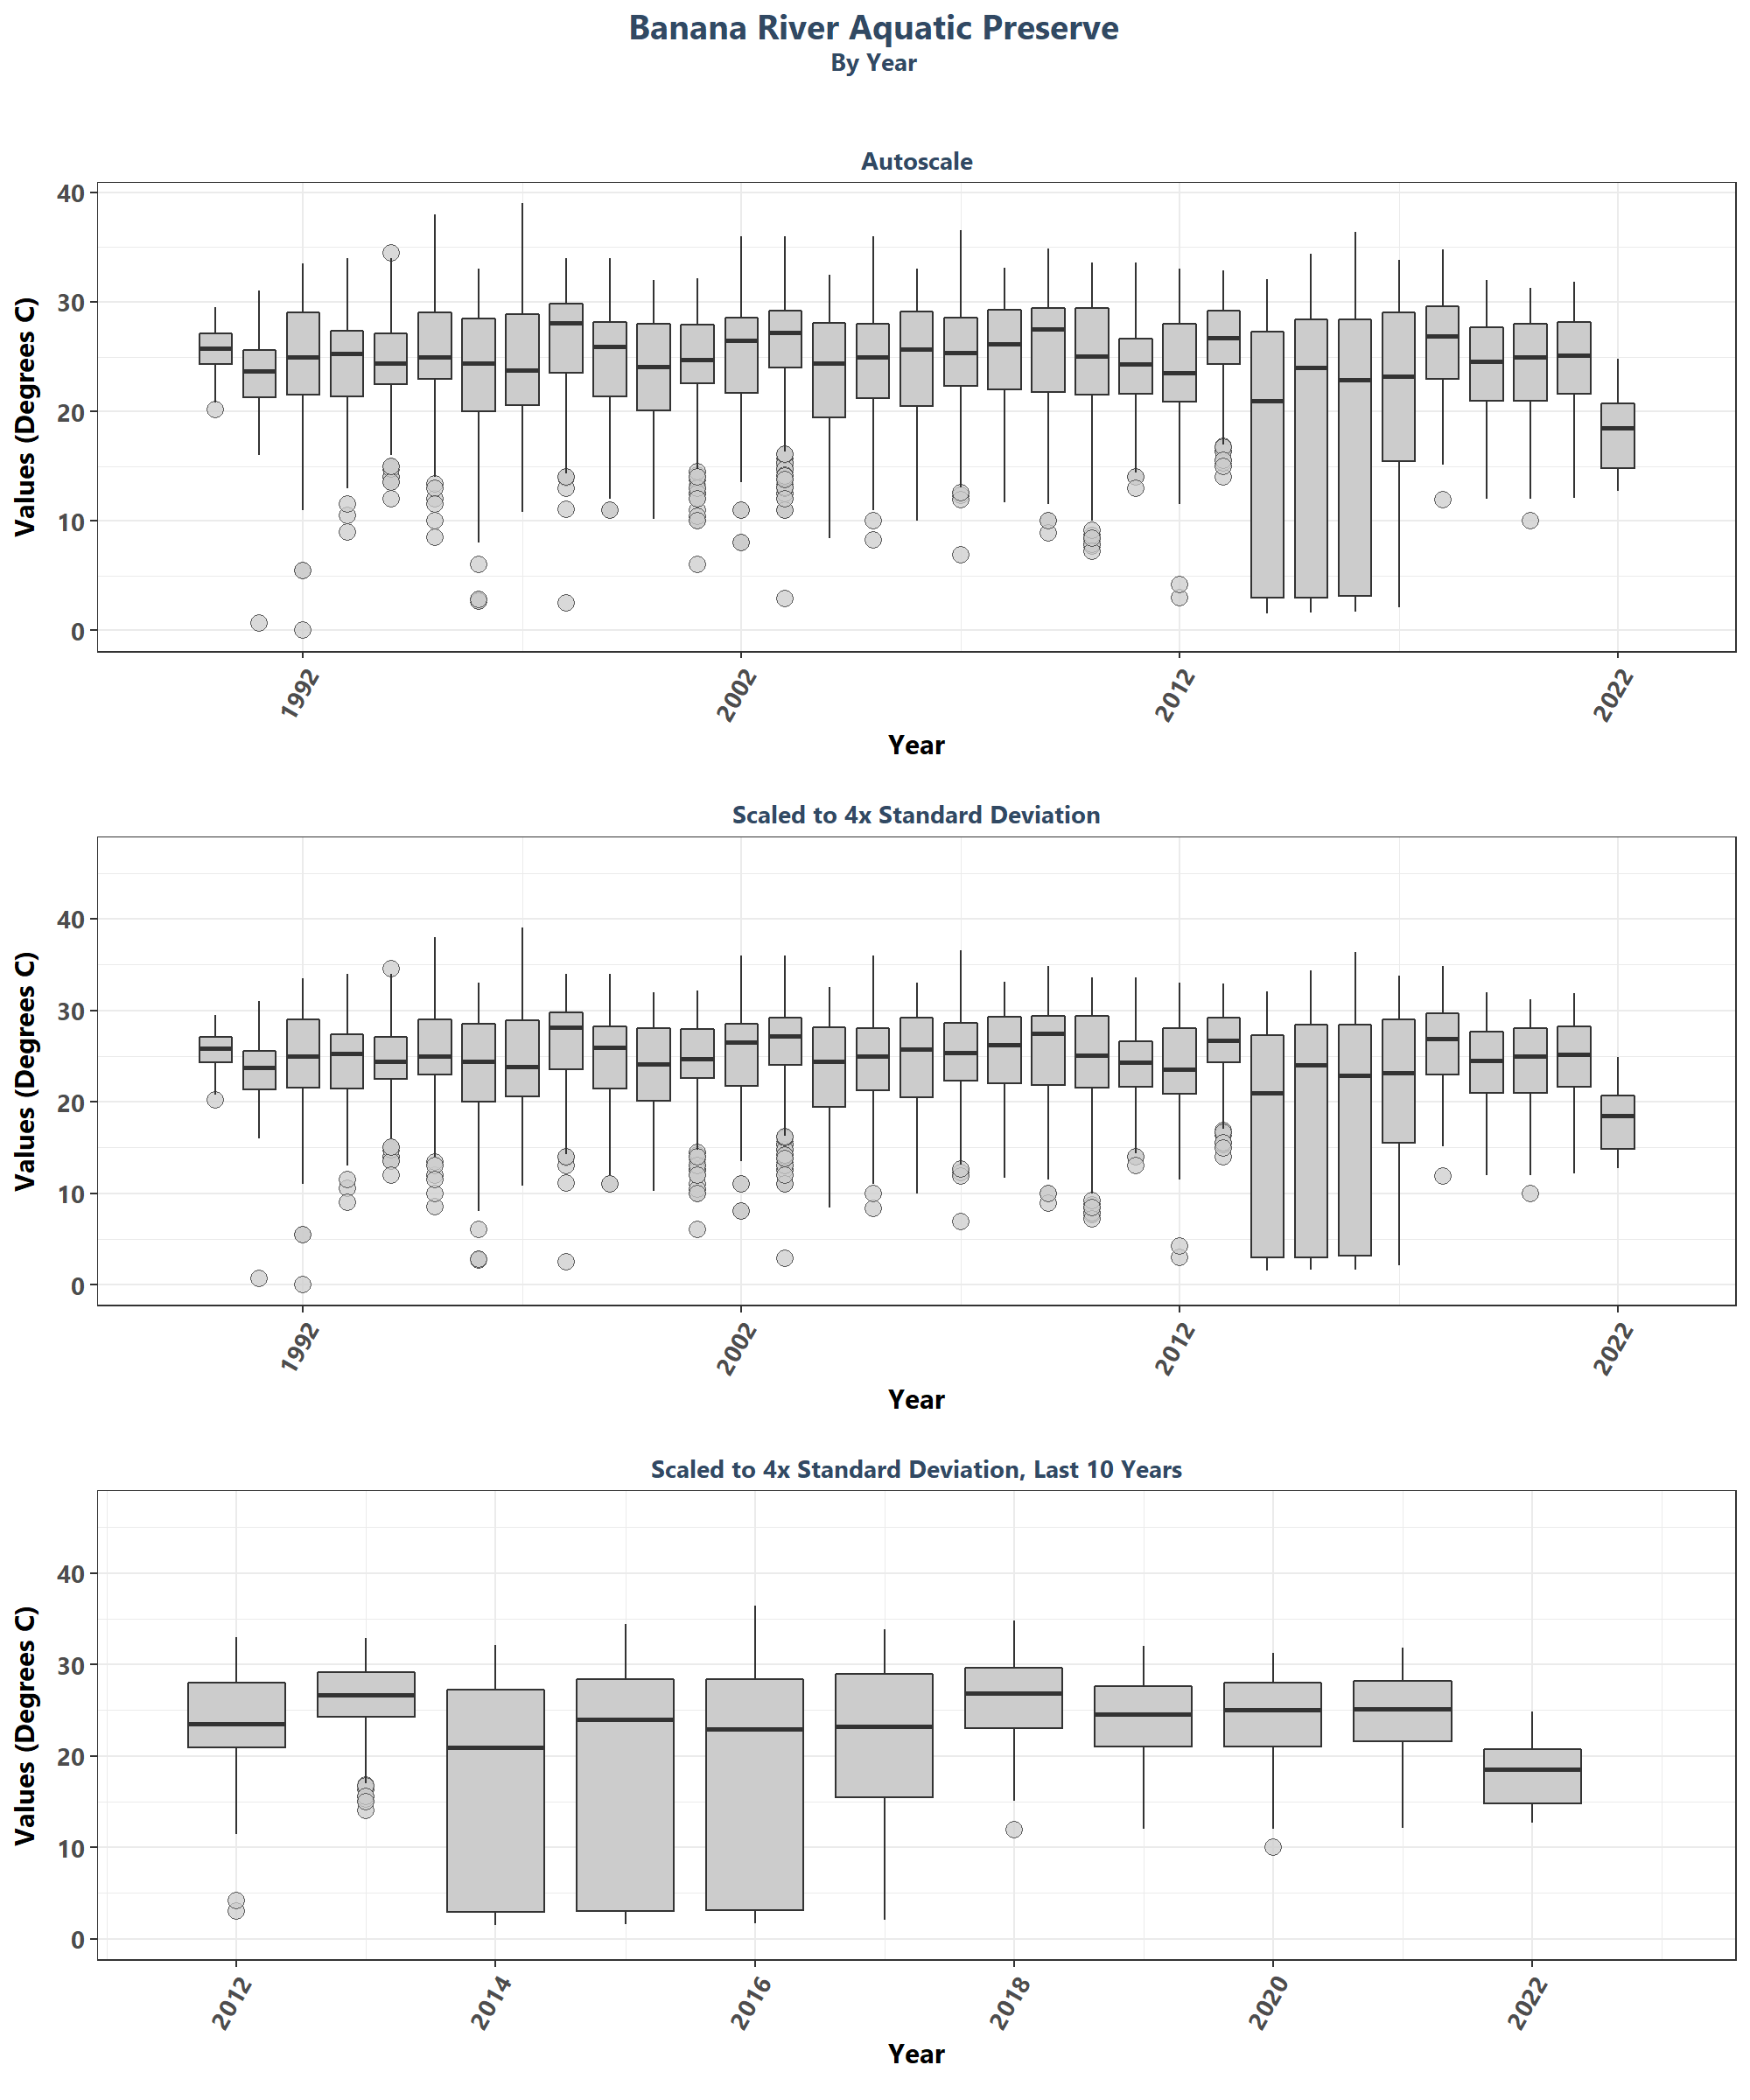 Banana River Aquatic Preserve
By Year
Autoscale
Values (Degrees C)
40
30
20
10
0
1992
2002
2012
2022
Year
Scaled to 4x Standard Deviation
Values (Degrees C)
40
30
20
10
0
1992
2002
2012
2022
Year
Scaled to 4x Standard Deviation, Last 10 Years
Values (Degrees C)
40
30
20
10
0
2012
2014
2016
2018
2020
2022
Year